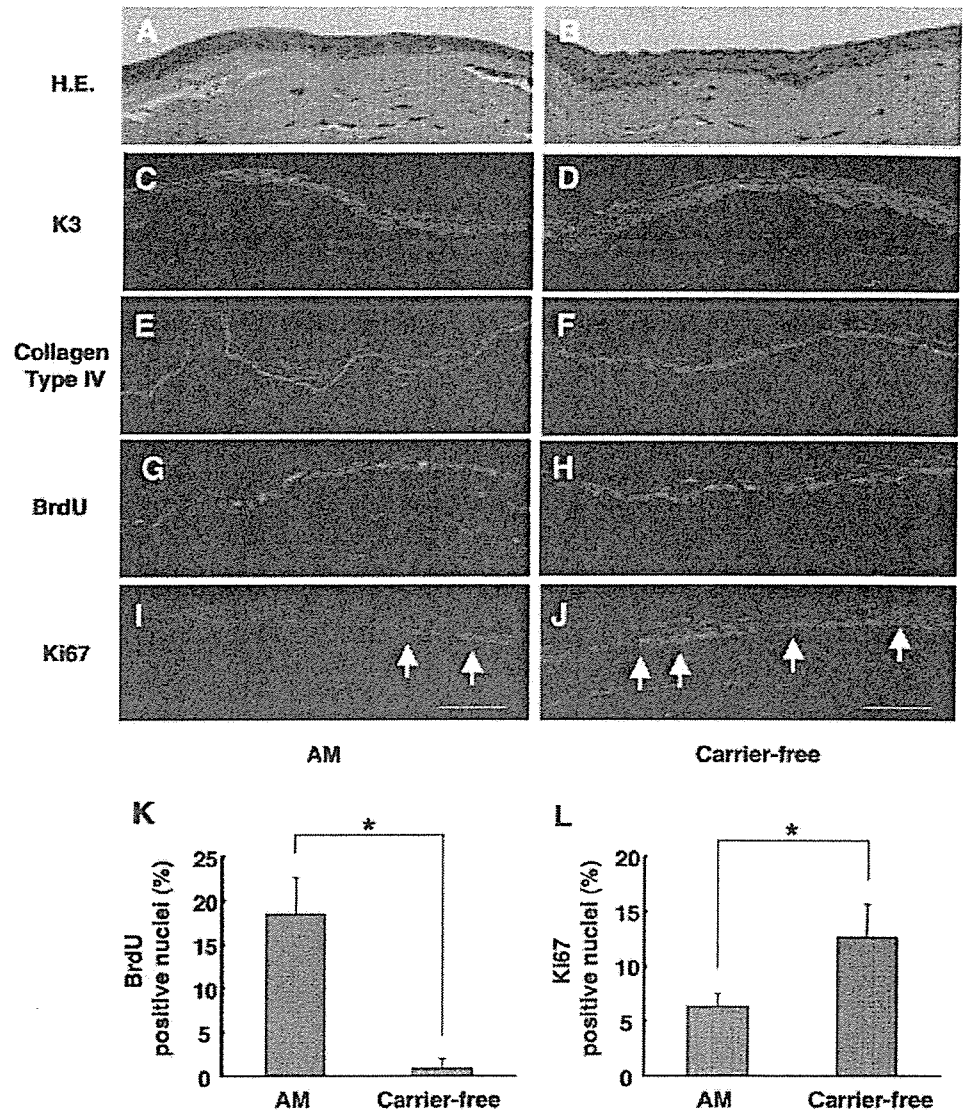 A B
H.E.
C D
K3
E F
Collagen
Type IV
G H
BrdU
I J
Ki67
AM Carrier-free
K
*
BrdU
positive nuclei (%)
25
20
15
10
5
0
AM Carrier-free
L
*
Ki67
positive nuclei (%)
20
15
10
5
0
AM Carrier-free